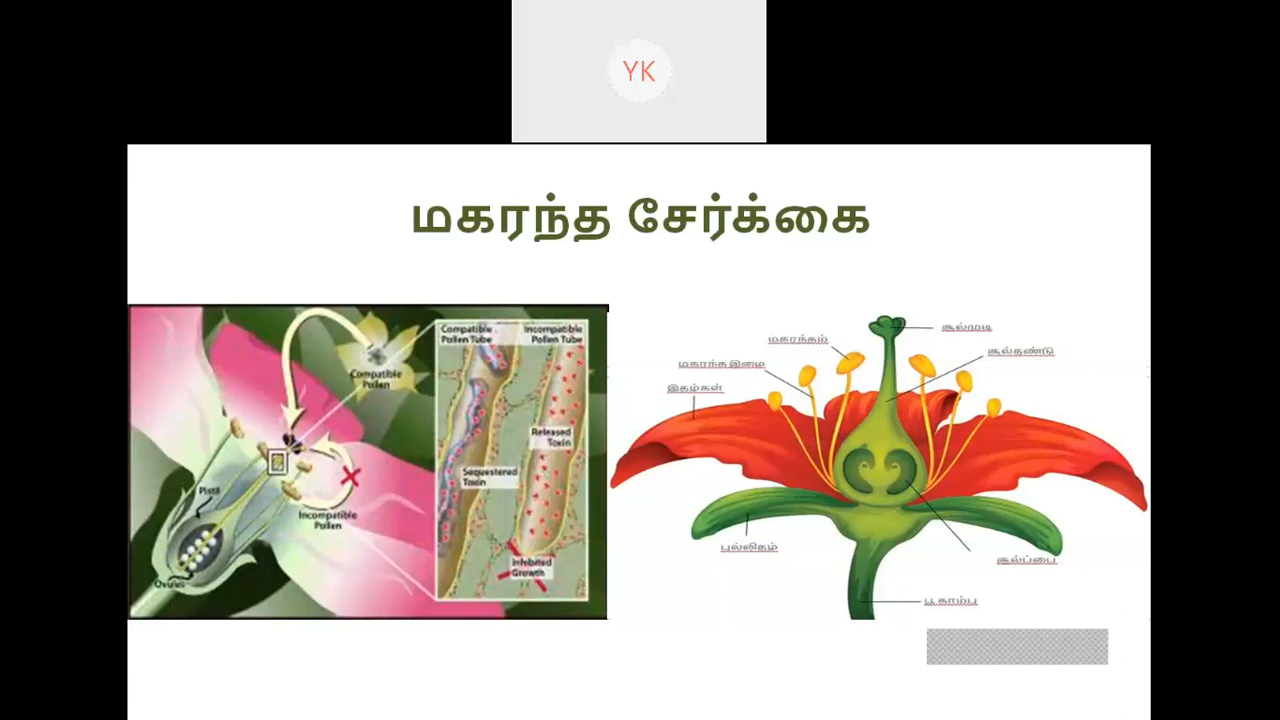 YK
மகரந்த சேர்க்கை
Compatible
Pollen
Pistil
Ovules
Incompatible
Pollen
Compatible
Pollen Tube
Incompatible
Pollen Tube
Released
Toxin
Sequestered
Toxin
Inhibited
Growth
சூல்முடி
மகரந்தம்
சூல்தண்டு
மகரந்த இழை
இதழ்கள்
புல்லிதழ்
சூல்ப்பை
பூ காம்பு